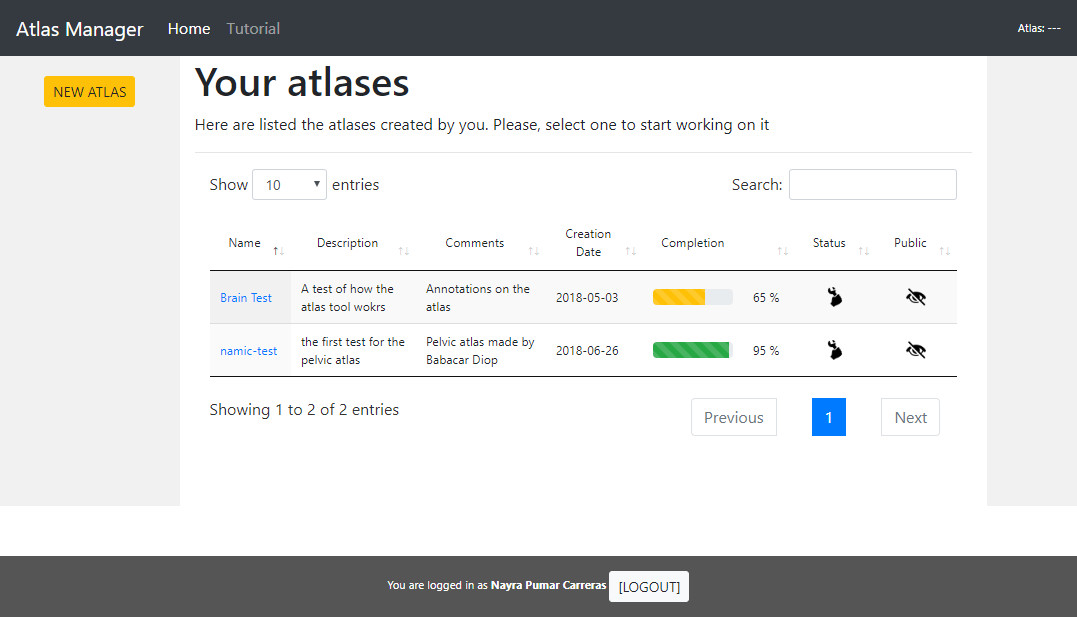 Atlas Manager Home Tutorial Atlas: ---
NEW ATLAS
Your atlases
Here are listed the atlases created by you. Please, select one to start working on it
Show 10 entries Search:
Name Description Comments Creation Date Completion Status Public
Brain Test A test of how the atlas tool wokrs Annotations on the atlas 2018-05-03 65 %
namic-test the first test for the pelvic atlas Pelvic atlas made by Babacar Diop 2018-06-26 95 %
Showing 1 to 2 of 2 entries Previous 1 Next
You are logged in as Nayra Pumar Carreras [LOGOUT]